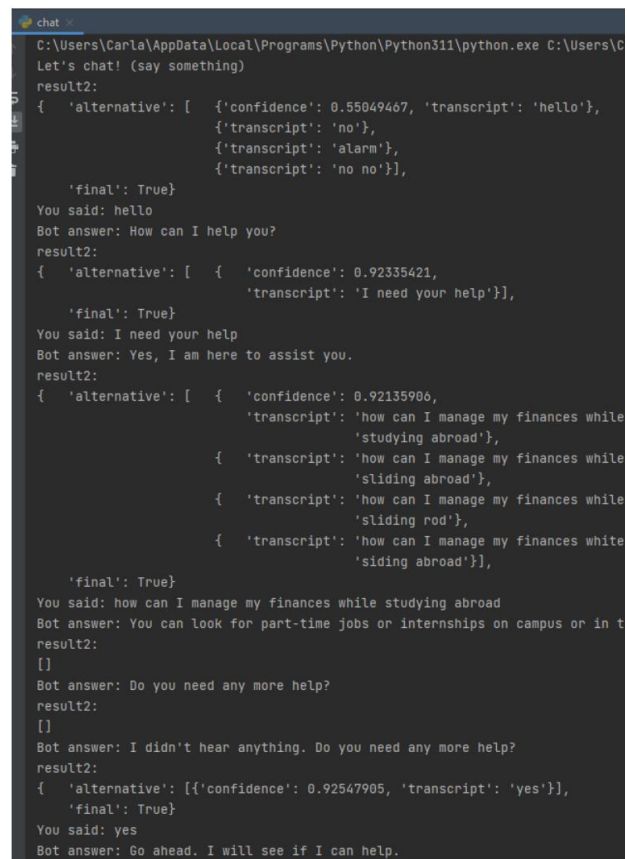 chat
C:\Users\Carla\AppData\Local\Programs\Python\Python311\python.exe C:\Users\C
Let's chat! (say something)
result2:
{   'alternative': [   {'confidence': 0.55049467, 'transcript': 'hello'},
                       {'transcript': 'no'},
                       {'transcript': 'alarm'},
                       {'transcript': 'no no'}],
    'final': True}
You said: hello
Bot answer: How can I help you?
result2:
{   'alternative': [   {   'confidence': 0.92335421,
                           'transcript': 'I need your help'}],
    'final': True}
You said: I need your help
Bot answer: Yes, I am here to assist you.
result2:
{   'alternative': [   {   'confidence': 0.92135906,
                           'transcript': 'how can I manage my finances while
                                         'studying abroad'},
                       {   'transcript': 'how can I manage my finances while
                                         'sliding abroad'},
                       {   'transcript': 'how can I manage my finances while
                                         'sliding rod'},
                       {   'transcript': 'how can I manage my finances white
                                         'siding abroad'}],
    'final': True}
You said: how can I manage my finances while studying abroad
Bot answer: You can look for part-time jobs or internships on campus or in t
result2:
[]
Bot answer: Do you need any more help?
result2:
[]
Bot answer: I didn't hear anything. Do you need any more help?
result2:
{   'alternative': [{'confidence': 0.92547905, 'transcript': 'yes'}],
    'final': True}
You said: yes
Bot answer: Go ahead. I will see if I can help.